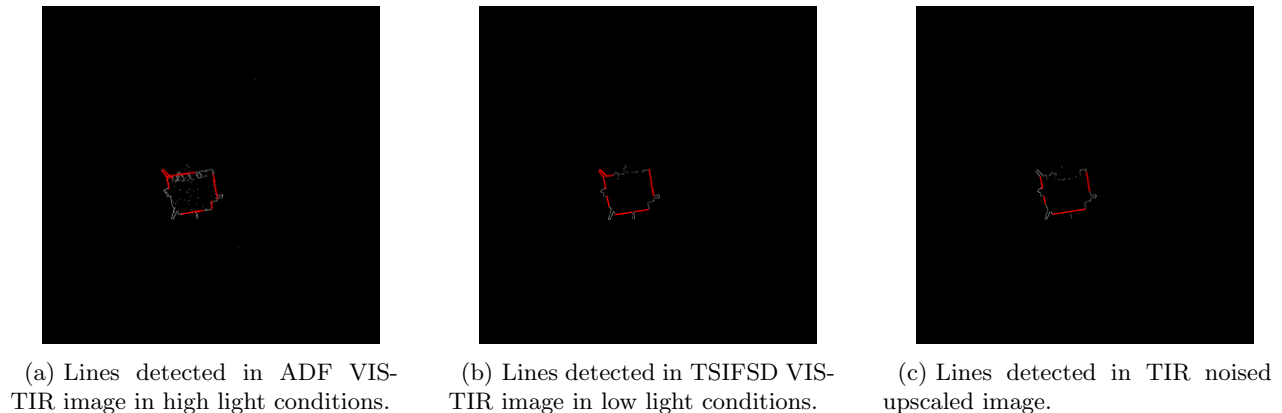 (a) Lines detected in ADF VIS-
TIR image in high light conditions.
(b) Lines detected in TSIFSD VIS-
TIR image in low light conditions.
(c) Lines detected in TIR noised
upscaled image.